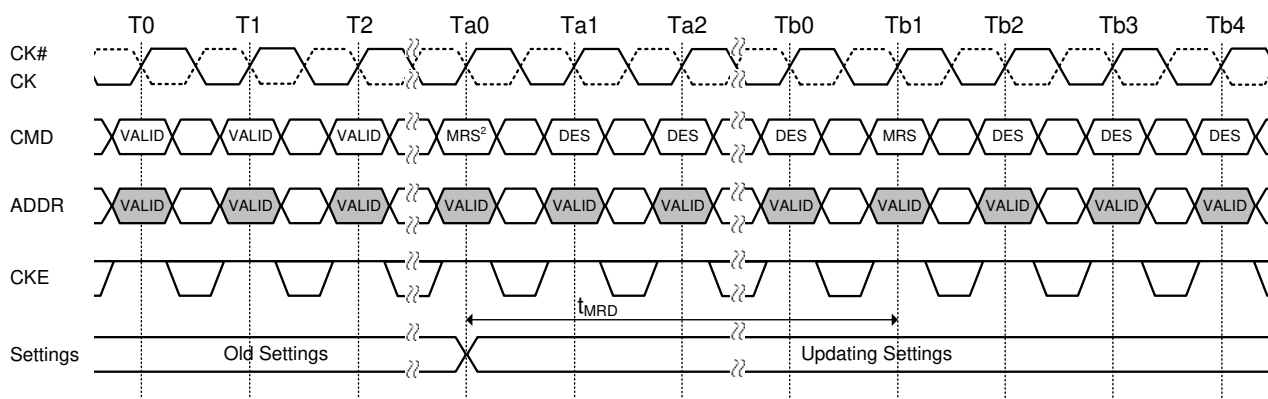 T0 T1 T2 Ta0 Ta1 Ta2 Tb0 Tb1 Tb2 Tb3 Tb4
CK#
CK
CMD VALID VALID VALID MRS² DES DES DES MRS DES DES DES
ADDR VALID VALID VALID VALID VALID VALID VALID VALID VALID VALID VALID
CKE
tMRD
Settings Old Settings Updating Settings